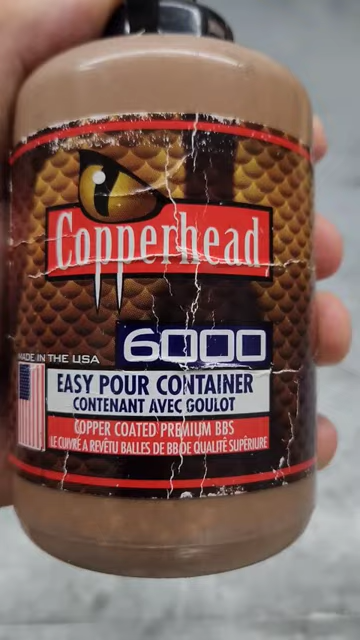 Copperhead
6000
MADE IN THE USA
EASY POUR CONTAINER
CONTENANT AVEC GOULOT
COPPER COATED PREMIUM BBS
LE CUIVRE A REVÉTU BALLES DE BB DE QUALITÉ SUPÉRIEURE